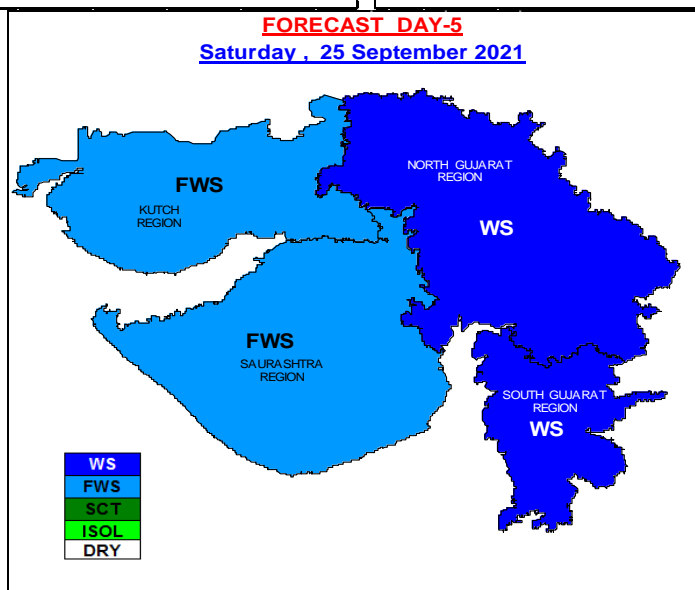 FORECAST DAY-5
Saturday , 25 September 2021
NORTH GUJARAT
REGION
WS
FWS
KUTCH
REGION
FWS
SAURASHTRA
REGION
SOUTH GUJARAT
REGION
WS
WS
FWS
SCT
ISOL
DRY